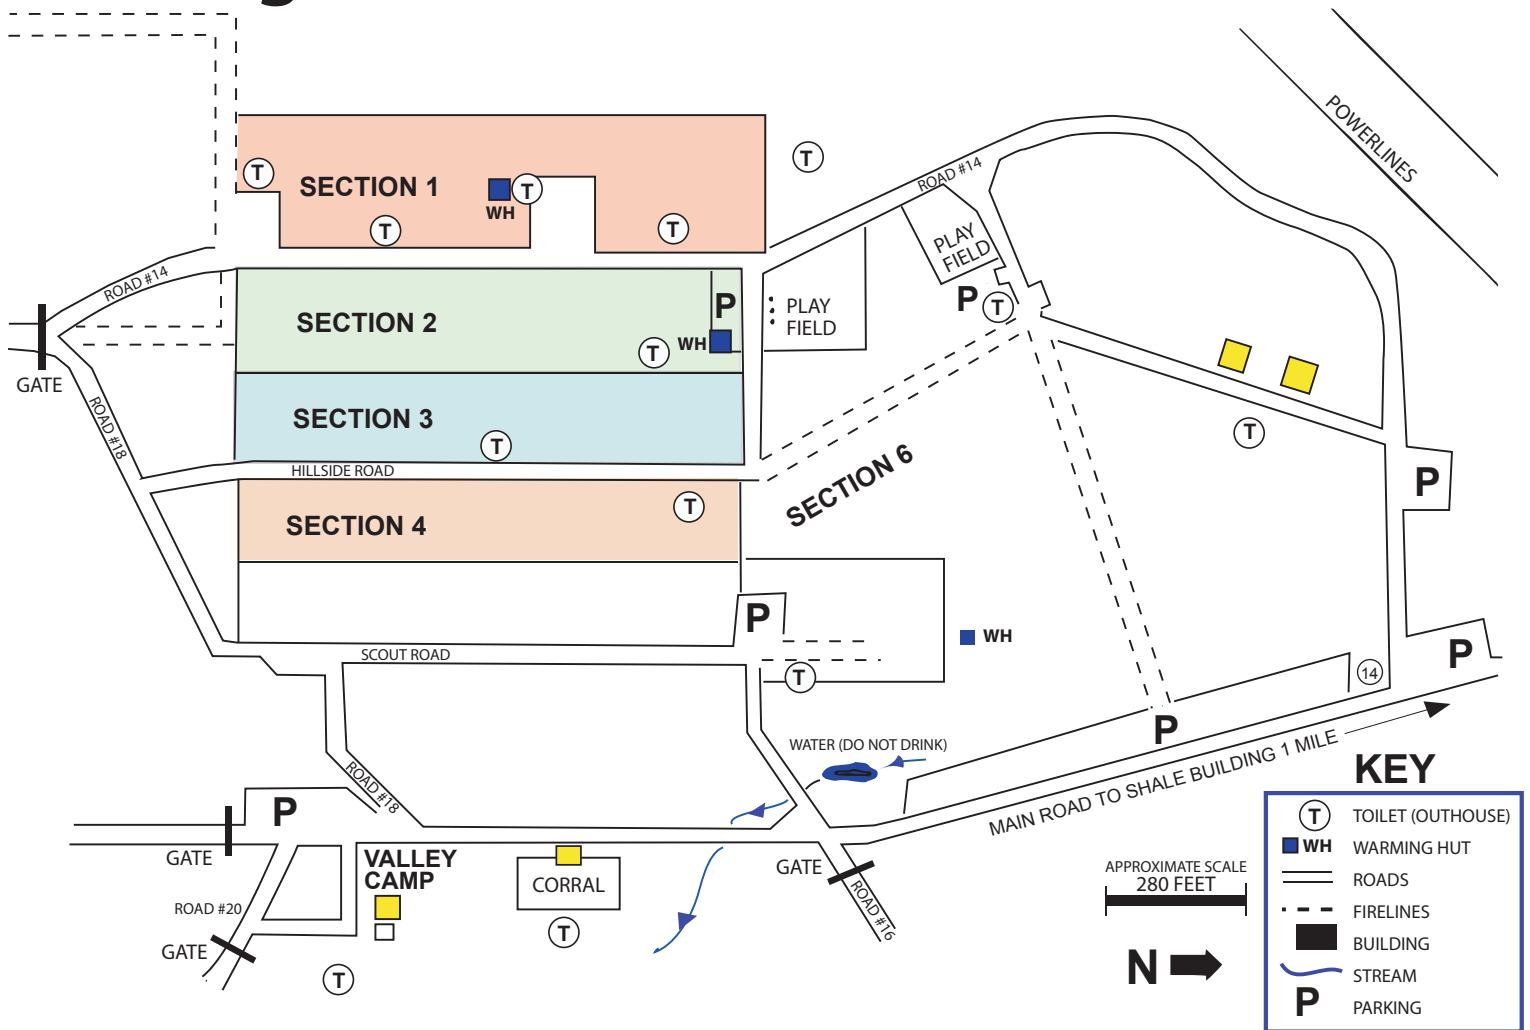 POWERLINES
T
T
SECTION 1
WH
T
T
T
ROAD #14
PLAY
FIELD
P
T
ROAD #14
GATE
SECTION 2
P
WH
T
PLAY
FIELD
ROAD #18
SECTION 3
T
HILLSIDE ROAD
SECTION 4
T
SECTION 6
T
P
P
WH
SCOUT ROAD
T
14
P
P
WATER (DO NOT DRINK)
MAIN ROAD TO SHALE BUILDING 1 MILE
ROAD #18
P
GATE
VALLEY
CAMP
ROAD #20
GATE
T
CORRAL
T
GATE
ROAD #16
APPROXIMATE SCALE
280 FEET
N
KEY
T TOILET (OUTHOUSE)
WH WARMING HUT
ROADS
FIRELINES
BUILDING
STREAM
P PARKING